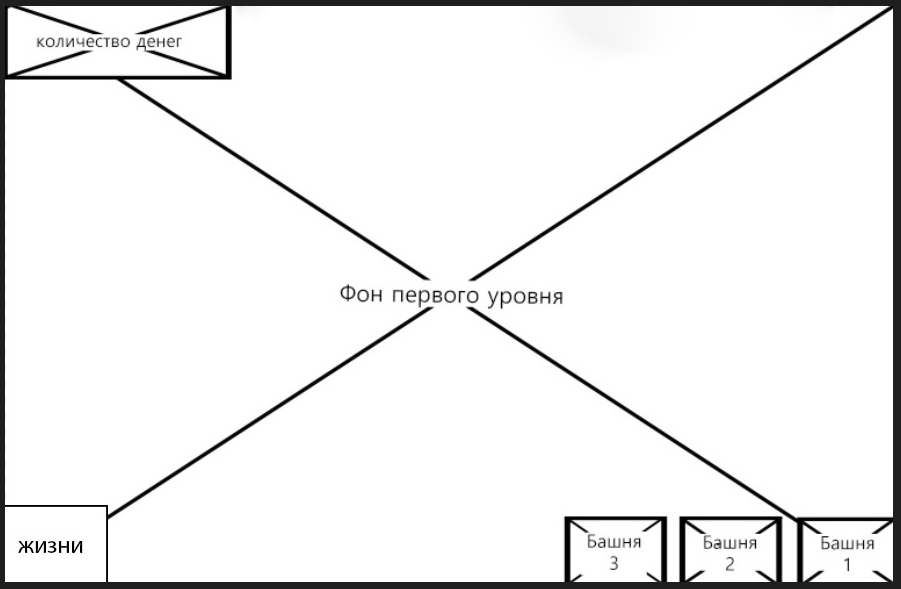 количество денег
Фон первого уровня
жизни
Башня
3
Башня
2
Башня
1